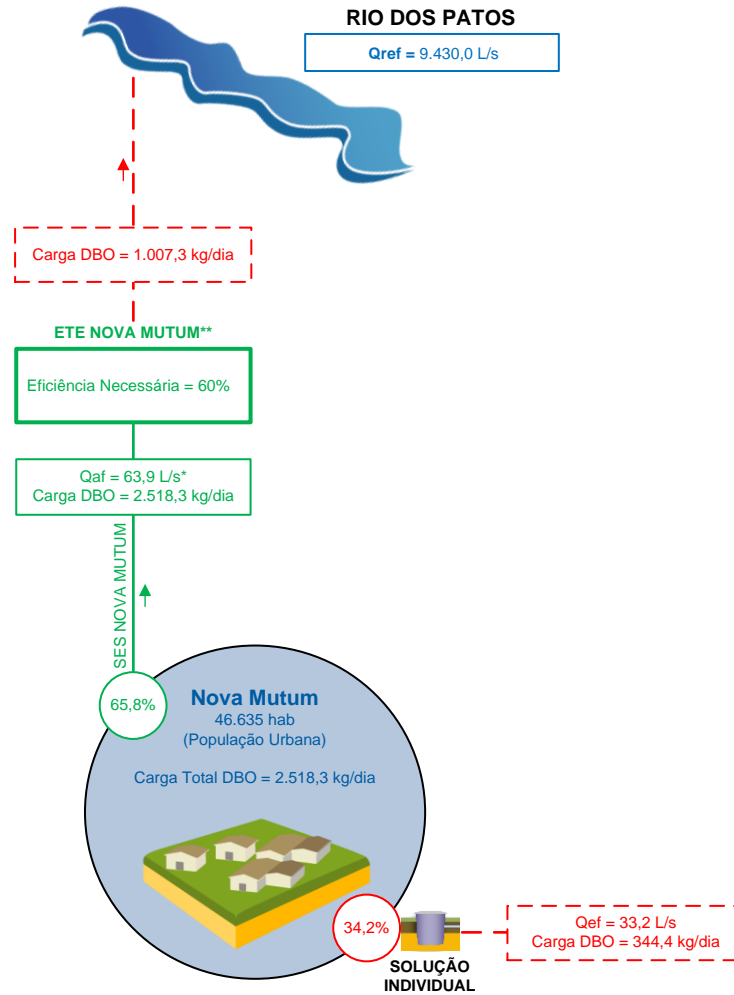 RIO DOS PATOS
Qref = 9.430,0 L/s
Carga DBO = 1.007,3 kg/dia
ETE NOVA MUTUM**
Eficiência Necessária = 60%
Qaf = 63,9 L/s*
Carga DBO = 2.518,3 kg/dia
SES NOVA MUTUM
65,8%
Nova Mutum
46.635 hab
(População Urbana)
Carga Total DBO = 2.518,3 kg/dia
34,2%
SOLUÇÃO
INDIVIDUAL
Qef = 33,2 L/s
Carga DBO = 344,4 kg/dia